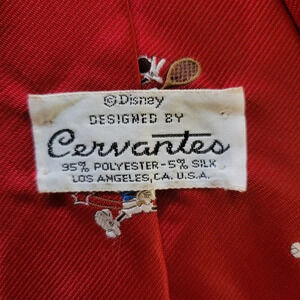 ©Disney
DESIGNED BY
Cervantes
95% POLYESTER-5% SILK
LOS ANGELES, CA. U.S.A.